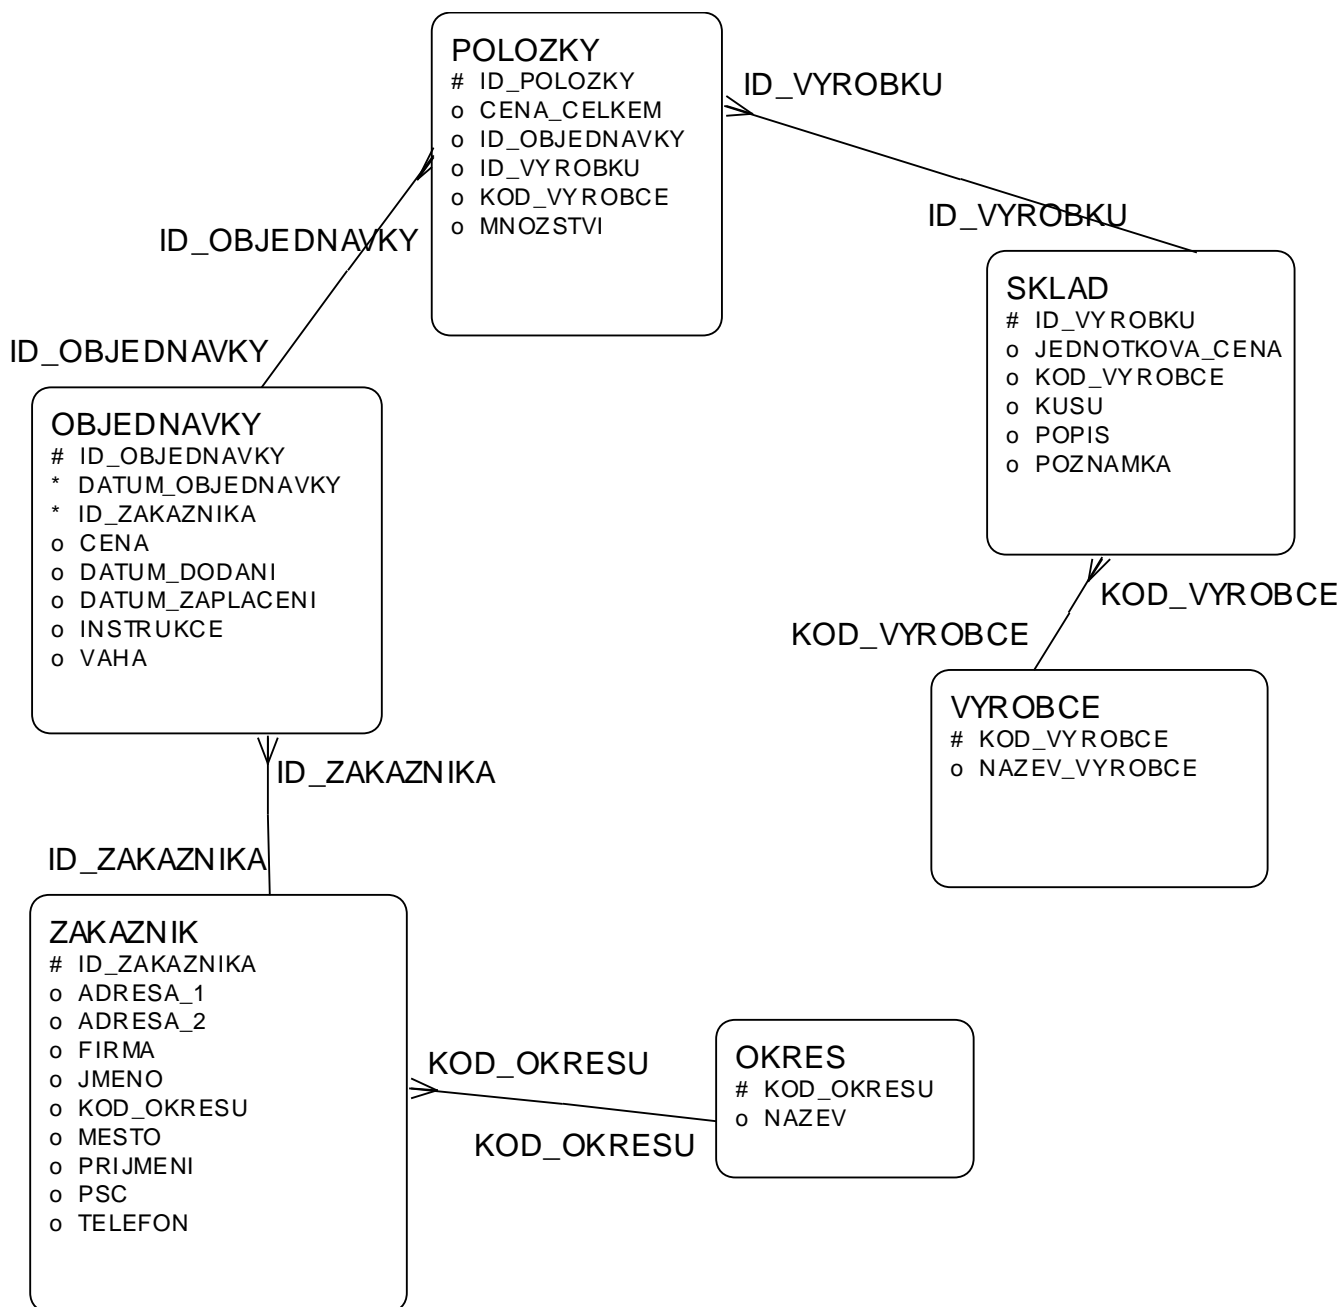 POLOZKY
# ID_POLOZKY
o CENA_CELKEM
o ID_OBJEDNAVKY
o ID_VYROBKU
o KOD_VYROBCE
o MNOZSTVI
ID_VYROBKU
ID_VYROBKU
ID_OBJEDNAVKY
ID_OBJEDNAVKY
SKLAD
# ID_VYROBKU
o JEDNOTKOVA_CENA
o KOD_VYROBCE
o KUSU
o POPIS
o POZNAMKA
OBJEDNAVKY
# ID_OBJEDNAVKY
* DATUM_OBJEDNAVKY
* ID_ZAKAZNIKA
o CENA
o DATUM_DODANI
o DATUM_ZAPLACENI
o INSTRUKCE
o VAHA
KOD_VYROBCE
KOD_VYROBCE
VYROBCE
# KOD_VYROBCE
o NAZEV_VYROBCE
ID_ZAKAZNIKA
ID_ZAKAZNIKA
ZAKAZNIK
# ID_ZAKAZNIKA
o ADRESA_1
o ADRESA_2
o FIRMA
o JMENO
o KOD_OKRESU
o MESTO
o PRIJMENI
o PSC
o TELEFON
KOD_OKRESU
KOD_OKRESU
OKRES
# KOD_OKRESU
o NAZEV